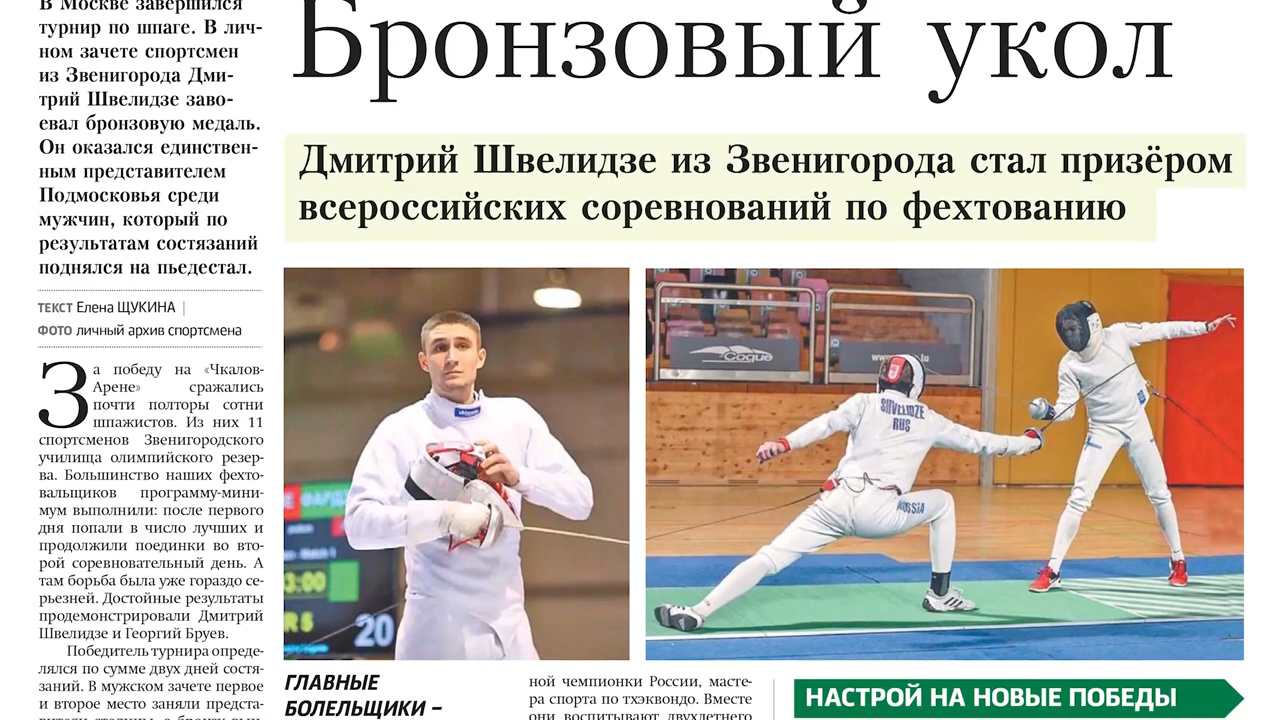 В Москве завершился
турнир по шпаге. В лич-
ном зачете спортсмен
из Звенигорода Дми-
трий Швелидзе заво-
евал бронзовую медаль.
Он оказался единствен-
ным представителем
Подмосковья среди
мужчин, который по
результатам состязаний
поднялся на пьедестал.
ТЕКСТ Елена ЩУКИНА |
ФОТО личный архив спортсмена
За победу на «Чкалов-
Арене» сражались
почти полторы сотни
шпажистов. Из них 11
спортсменов Звенигородского
училища олимпийского резер-
ва. Большинство наших фехто-
вальщиков программу-мини-
мум выполнили: после первого
дня попали в число лучших и
продолжили поединки во вто-
рой соревновательный день. А
там борьба была уже гораздо се-
рьезней. Достойные результаты
продемонстрировали Дмитрий
Швелидзе и Георгий Бруев.
Победитель турнира опреде-
лялся по сумме двух дней состя-
заний. В мужском зачете первое
и второе место заняли предста-
Бронзовый укол
Дмитрий Швелидзе из Звенигорода стал призёром
всероссийских соревнований по фехтованию
3:00
20
Coque
SHVELIDZE
RUS
RUSSIA
ГЛАВНЫЕ
БОЛЕЛЬЩИКИ –
ной чемпионки России, масте-
ра спорта по тхэквондо. Вместе
они воспитывают двухлетнего
НАСТРОЙ НА НОВЫЕ ПОБЕДЫ